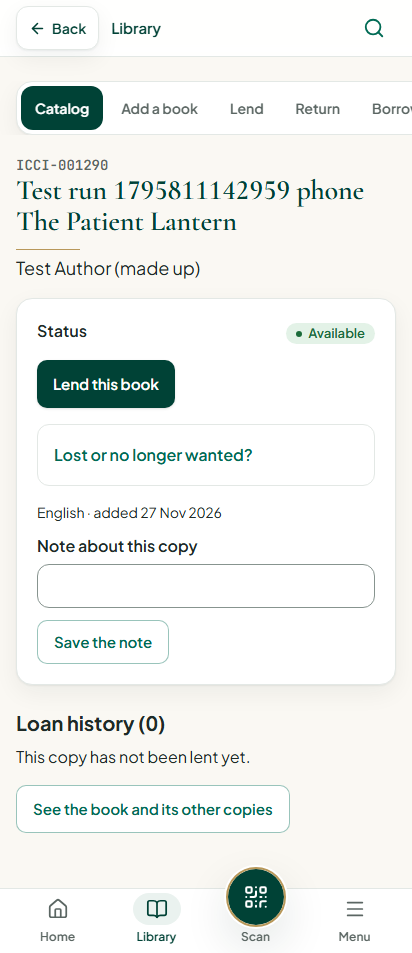 Back
Library
Catalog
Add a book
Lend
Return
Borrow
ICCI-001290
Test run 1795811142959 phone
The Patient Lantern
Test Author (made up)
Status
Available
Lend this book
Lost or no longer wanted?
English · added 27 Nov 2026
Note about this copy
Save the note
Loan history (0)
This copy has not been lent yet.
See the book and its other copies
Home
Library
Scan
Menu